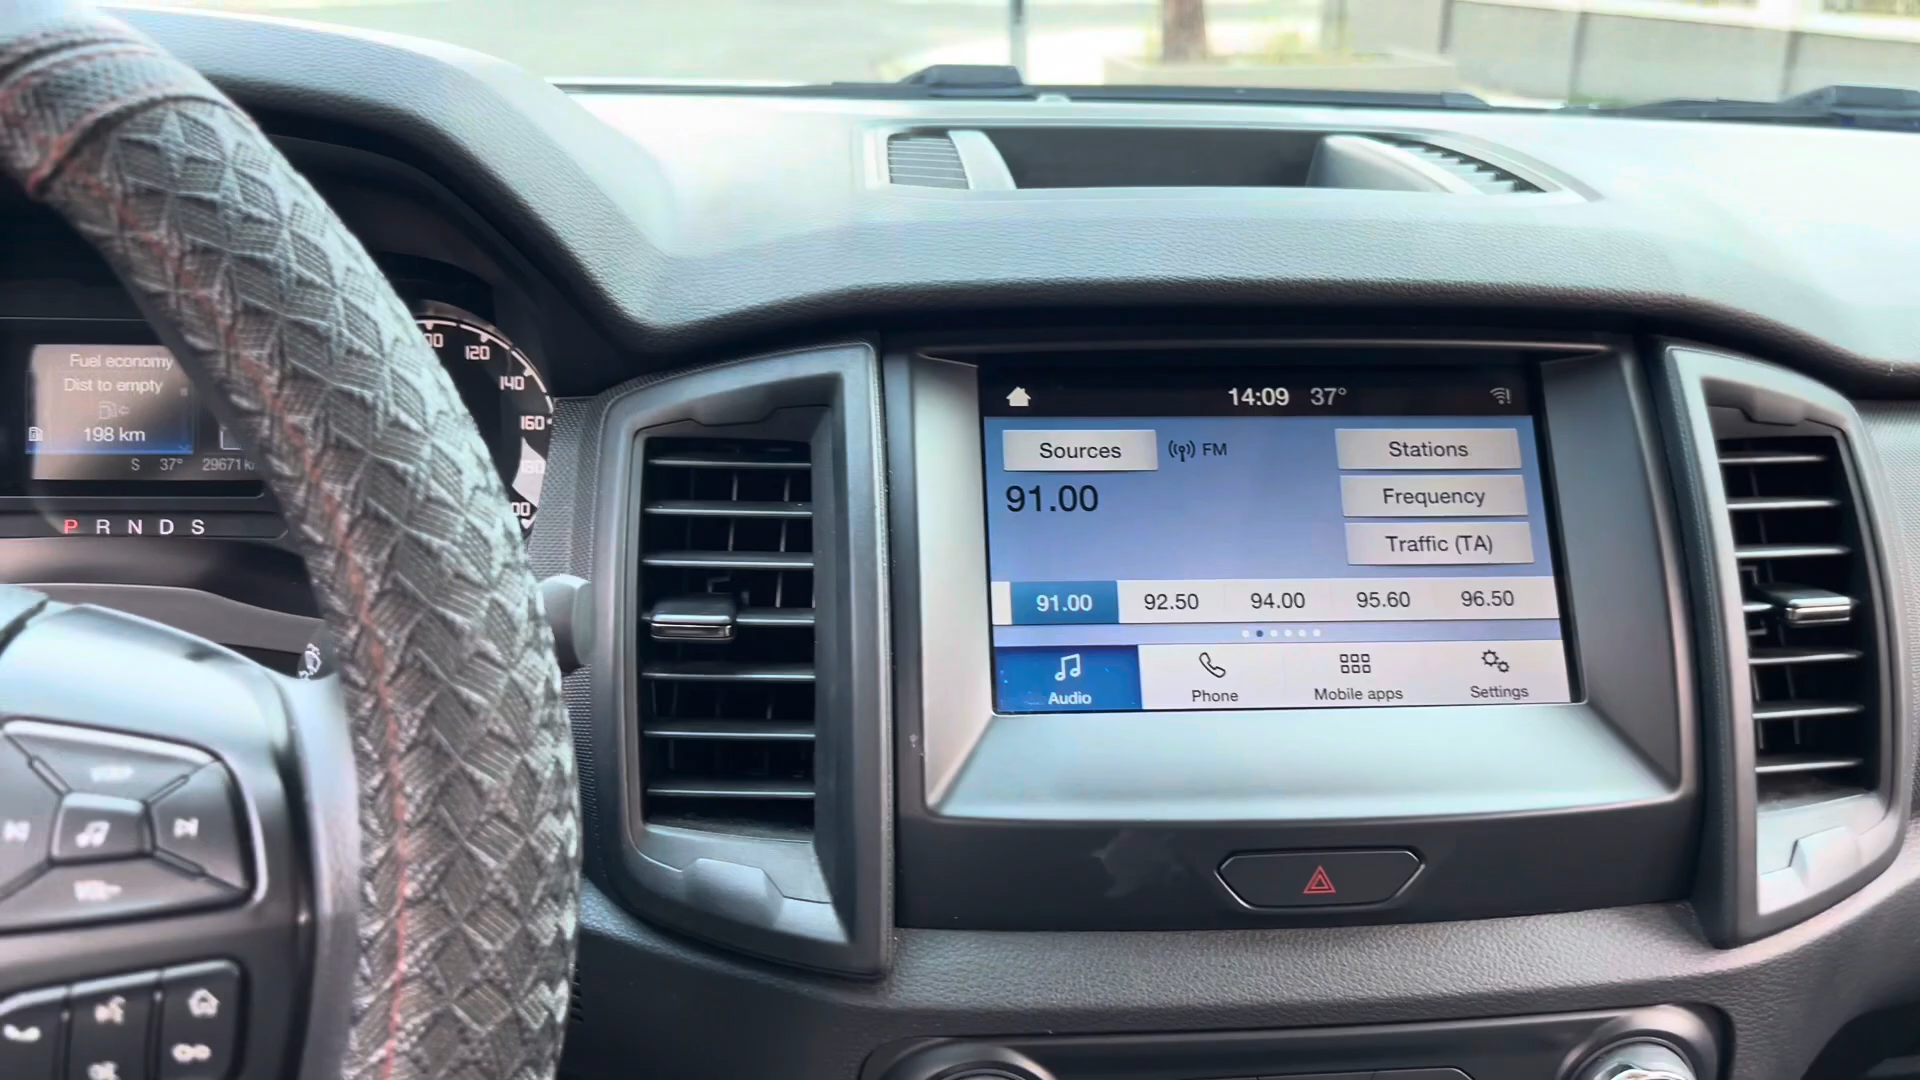 Fuel economy
Dist to empty
198 km
S 37° 29671
P R N D S
120
140
160
14:09 37°
Sources
FM
Stations
91.00
Frequency
Traffic (TA)
91.00 92.50 94.00 95.60 96.50
Audio Phone Mobile apps Settings